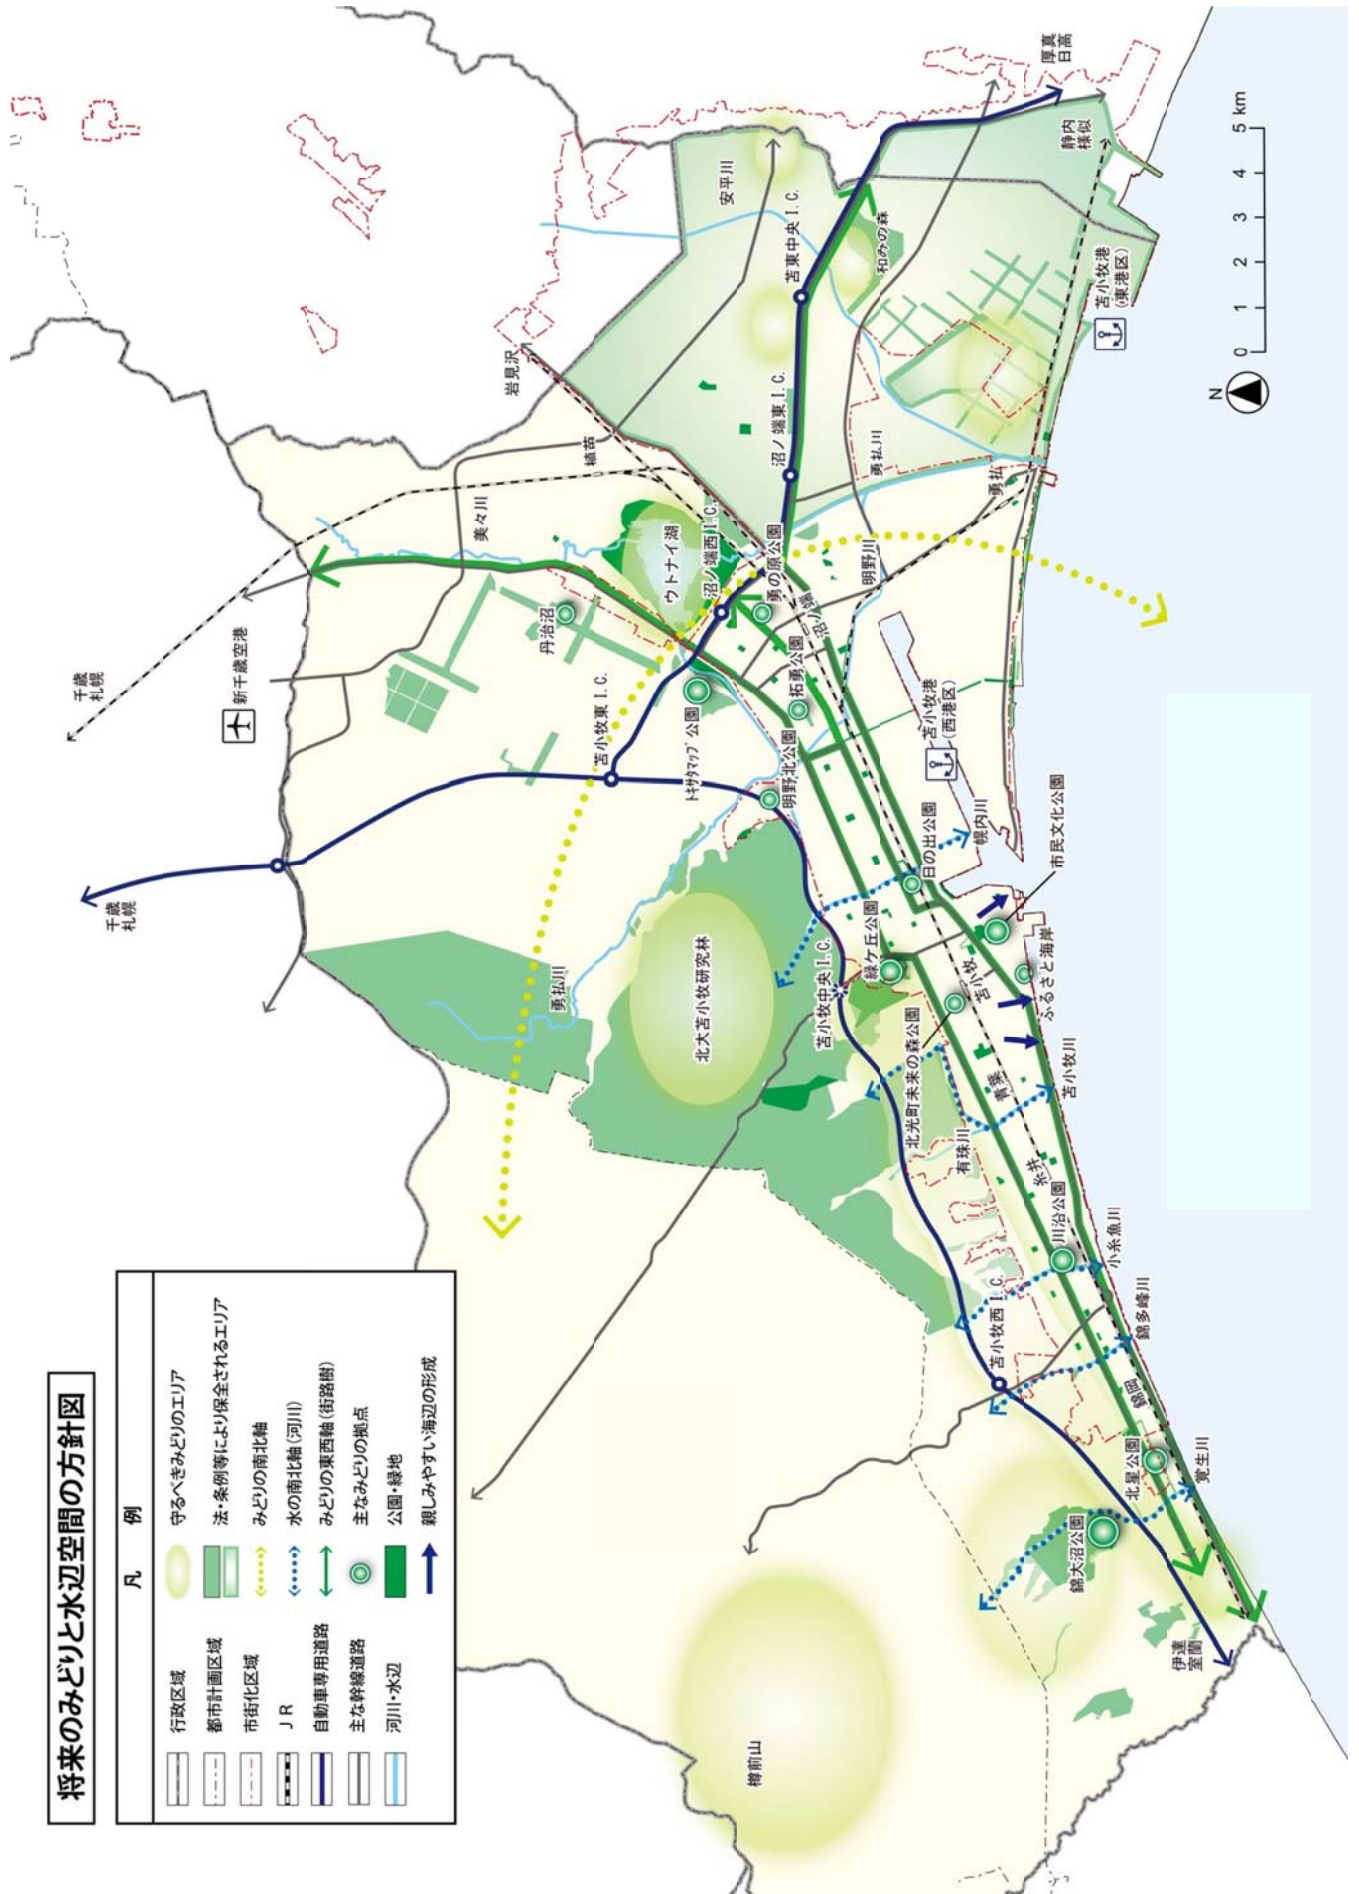 将来のみどりと水辺空間の方針図
凡　例
行政区域
都市計画区域
市街化区域
ＪＲ
自動車専用道路
主な幹線道路
河川・水辺
守るべきみどりのエリア
法・条例等により保全されるエリア
みどりの南北軸
水の南北軸(河川)
みどりの東西軸(街路樹)
主なみどりの拠点
公園・緑地
親しみやすい海辺の形成
千歳
札幌
千歳
札幌
新千歳空港
美々川
植苗
岩見沢
丹治沼
ウトナイ湖
沼ノ端西 I.C.
勇の原公園
苫小牧東 I.C.
トキサタマップ公園
拓勇公園
沼ノ端
明野北公園
明野川
沼ノ端東 I.C.
苫東中央 I.C.
安平川
和みの森
勇払川
勇払
厚真
日高
静内
様似
苫小牧港
(東港区)
苫小牧港
(西港区)
勇払川
北大苫小牧研究林
苫小牧中央 I.C.
緑ケ丘公園
日の出公園
幌内川
市民文化公園
苫小牧
ふるさと海岸
北光町未来の森公園
苫小牧川
青葉
有珠川
糸井
川沿公園
小糸魚川
苫小牧西 I.C.
錦多峰川
錦岡
北星公園
覚生川
錦大沼公園
樽前山
伊達
室蘭
N
0 1 2 3 4 5 km